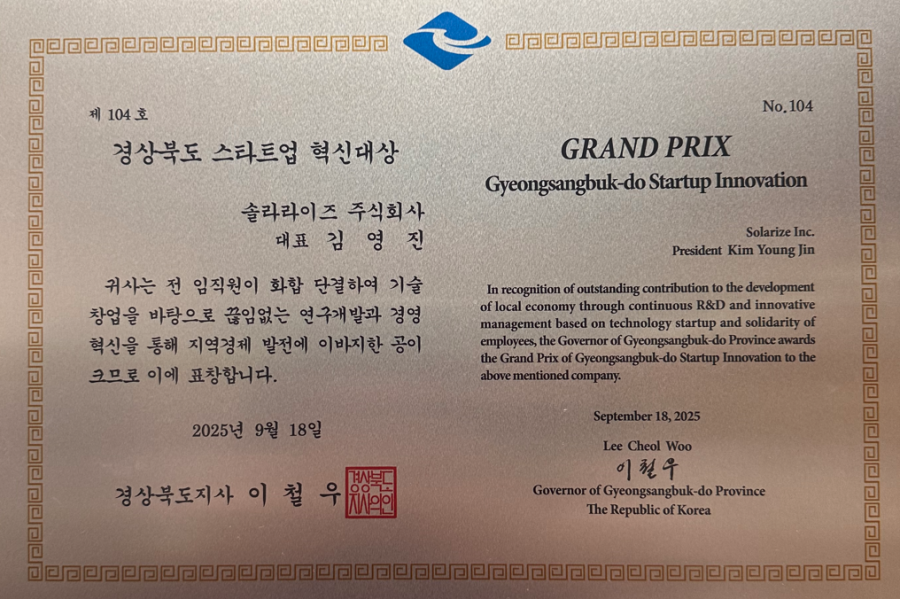 제 104 호
경상북도 스타트업 혁신대상
솔라라이즈 주식회사
대표 김 영 진
귀사는 전 임직원이 화합 단결하여 기술
창업을 바탕으로 끊임없는 연구개발과 경영
혁신을 통해 지역경제 발전에 이바지한 공이
크므로 이에 표창합니다.
2025년 9월 18일
경상북도지사 이 철 우
경상북도
지사의인
No. 104
GRAND PRIX
Gyeongsangbuk-do Startup Innovation
Solarize Inc.
President Kim Young Jin
In recognition of outstanding contribution to the development
of local economy through continuous R&D and innovative
management based on technology startup and solidarity of
employees, the Governor of Gyeongsangbuk-do Province awards
the Grand Prix of Gyeongsangbuk-do Startup Innovation to the
above mentioned company.
September 18, 2025
Lee Cheol Woo
이철우
Governor of Gyeongsangbuk-do Province
The Republic of Korea